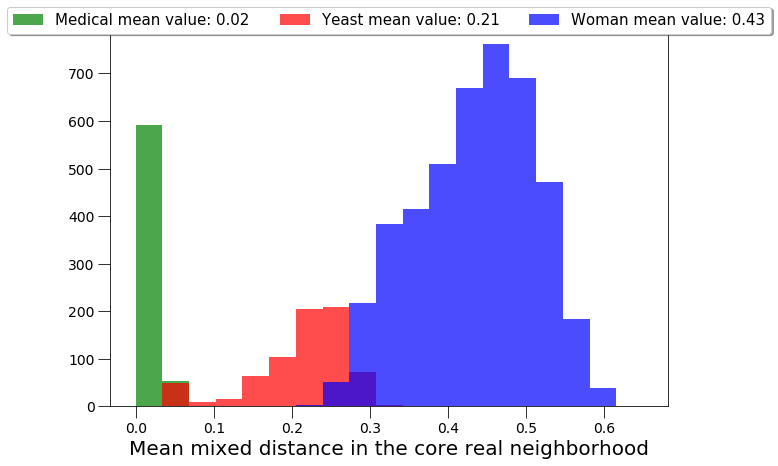 Medical mean value: 0.02 Yeast mean value: 0.21 Woman mean value: 0.43
700
600
500
400
300
200
100
0
0.0 0.1 0.2 0.3 0.4 0.5 0.6
Mean mixed distance in the core real neighborhood